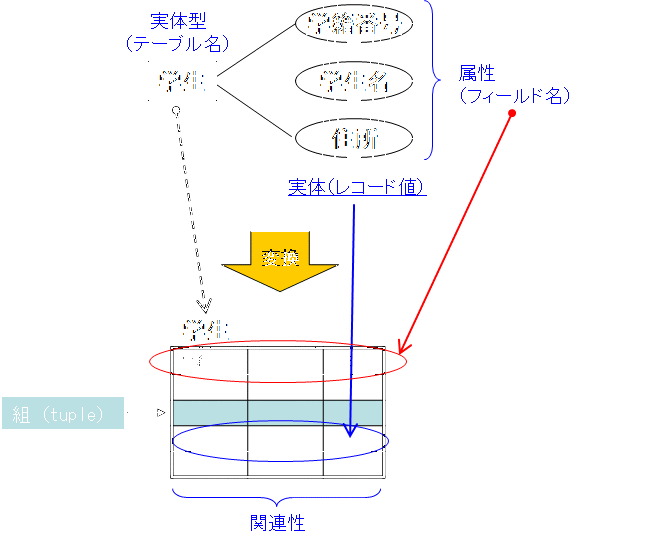 実体型
(テーブル名)
学籍番号
学生
学生名
住所
属性
(フィールド名)
実体(レコード値)
変換
学生
組 (tuple)
関連性